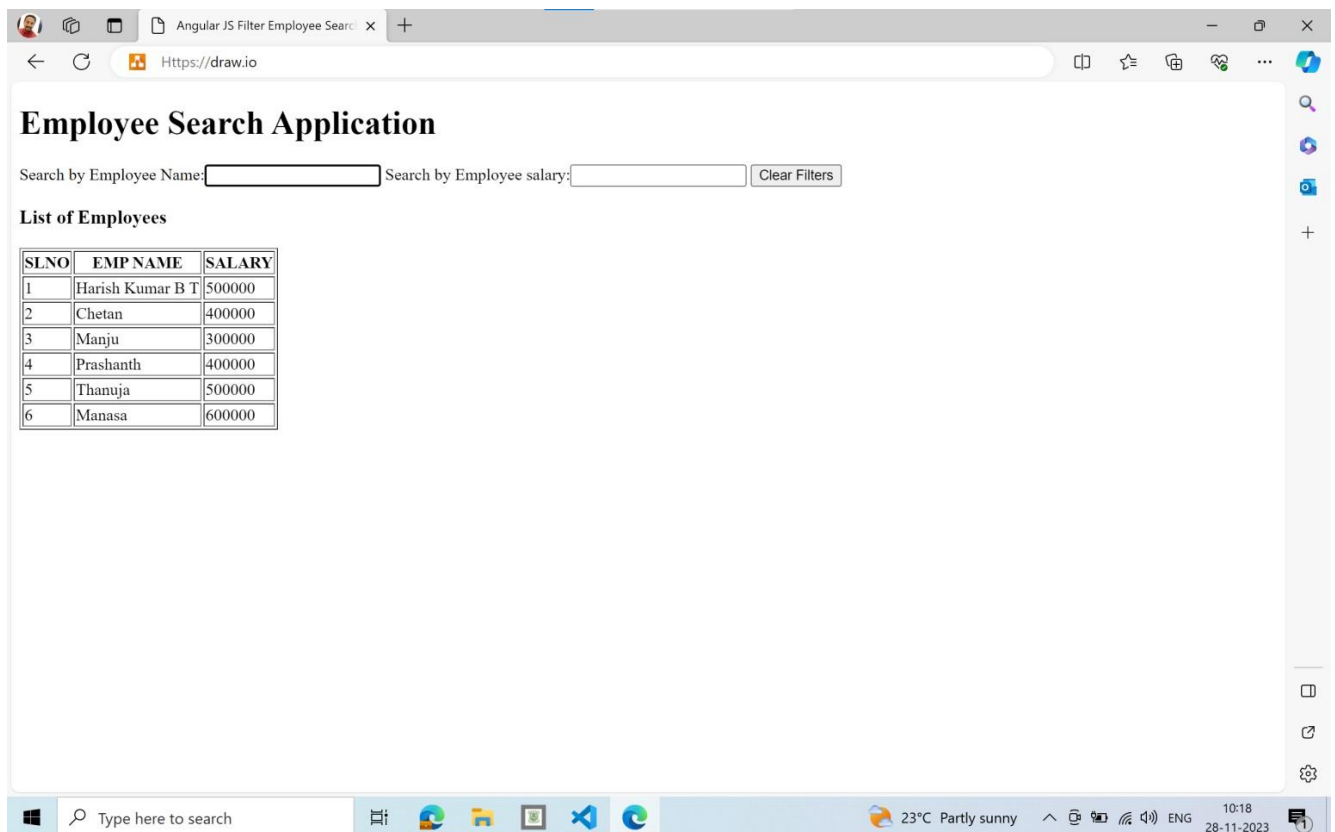 Angular JS Filter Employee Searc
Https://draw.io
Employee Search Application
Search by Employee Name: Search by Employee salary: Clear Filters
List of Employees
SLNO EMP NAME SALARY
1 Harish Kumar B T 500000
2 Chetan 400000
3 Manju 300000
4 Prashanth 400000
5 Thanuja 500000
6 Manasa 600000
Type here to search
23°C Partly sunny
ENG
10:18
28-11-2023
1